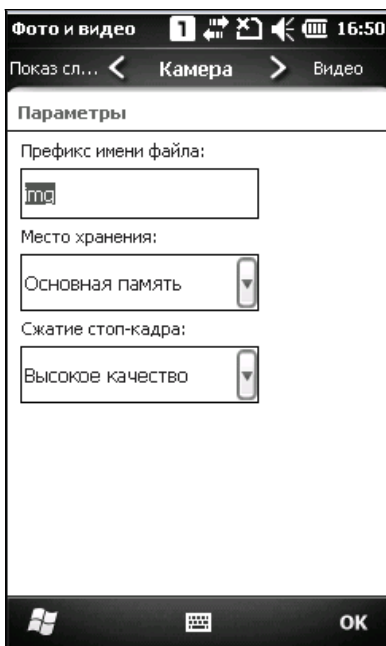 Фото и видео 1 16:50
Показ сл... < Камера > Видео
Параметры
Префикс имени файла:
img
Место хранения:
Основная память
Сжатие стоп-кадра:
Высокое качество
OK